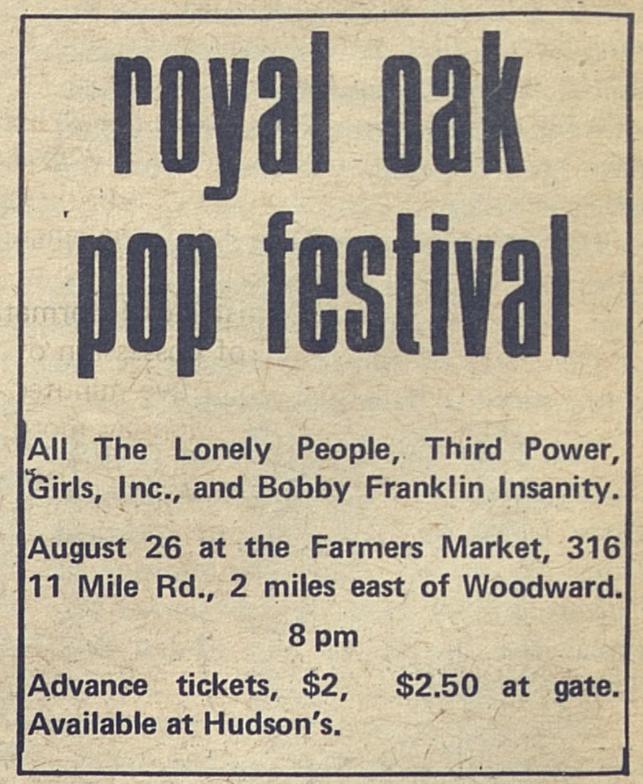 royal oak
pop festival
All The Lonely People, Third Power,
Girls, Inc., and Bobby Franklin Insanity.
August 26 at the Farmers Market, 316
11 Mile Rd., 2 miles east of Woodward.
8 pm
Advance tickets, $2, $2.50 at gate.
Available at Hudson's.